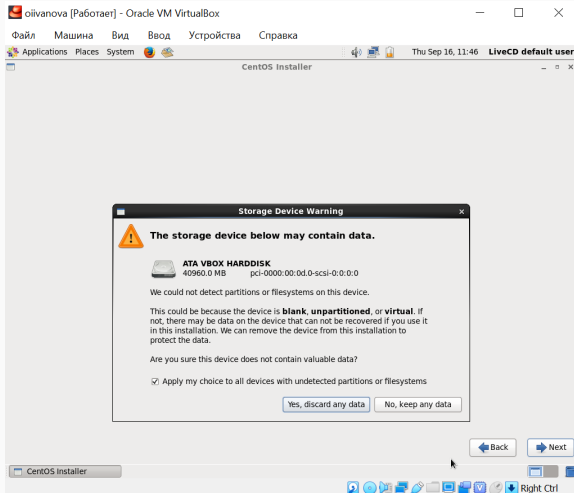 oiivanova [Работает] - Oracle VM VirtualBox
Файл Машина Вид Ввод Устройства Справка
Applications Places System Thu Sep 16, 11:46 LiveCD default user
CentOS Installer
Storage Device Warning
The storage device below may contain data.
ATA VBOX HARDDISK
40960.0 MB pci-0000:00:0d.0-scsi-0:0:0:0
We could not detect partitions or filesystems on this device.
This could be because the device is blank, unpartitioned, or virtual. If
not, there may be data on the device that can not be recovered if you use it
in this installation. We can remove the device from this installation to
protect the data.
Are you sure this device does not contain valuable data?
Apply my choice to all devices with undetected partitions or filesystems
Yes, discard any data No, keep any data
Back Next
CentOS Installer
Right Ctrl